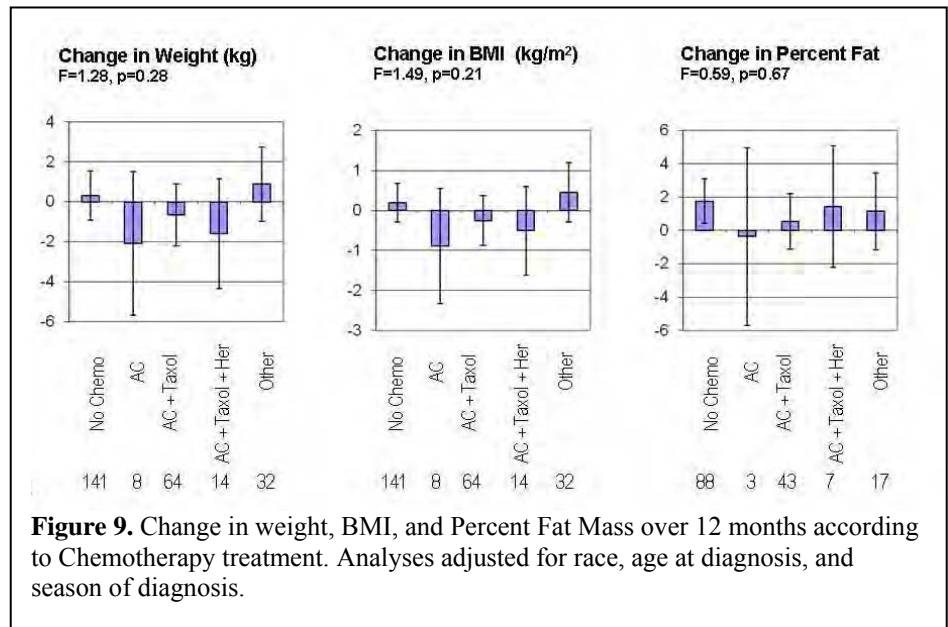 Change in Weight (kg)
F=1.28, p=0.28
4
2
0
-2
-4
-6
No Chemo
AC
AC + Taxol
AC + Taxol + Her
Other
141 8 64 14 32
Change in BMI (kg/m²)
F=1.49, p=0.21
2
1
0
-1
-2
-3
No Chemo
AC
AC + Taxol
AC + Taxol + Her
Other
141 8 64 14 32
Change in Percent Fat
F=0.59, p=0.67
6
4
2
0
-2
-4
-6
No Chemo
AC
AC + Taxol
AC + Taxol + Her
Other
88 3 43 7 17
Figure 9. Change in weight, BMI, and Percent Fat Mass over 12 months according
to Chemotherapy treatment. Analyses adjusted for race, age at diagnosis, and
season of diagnosis.